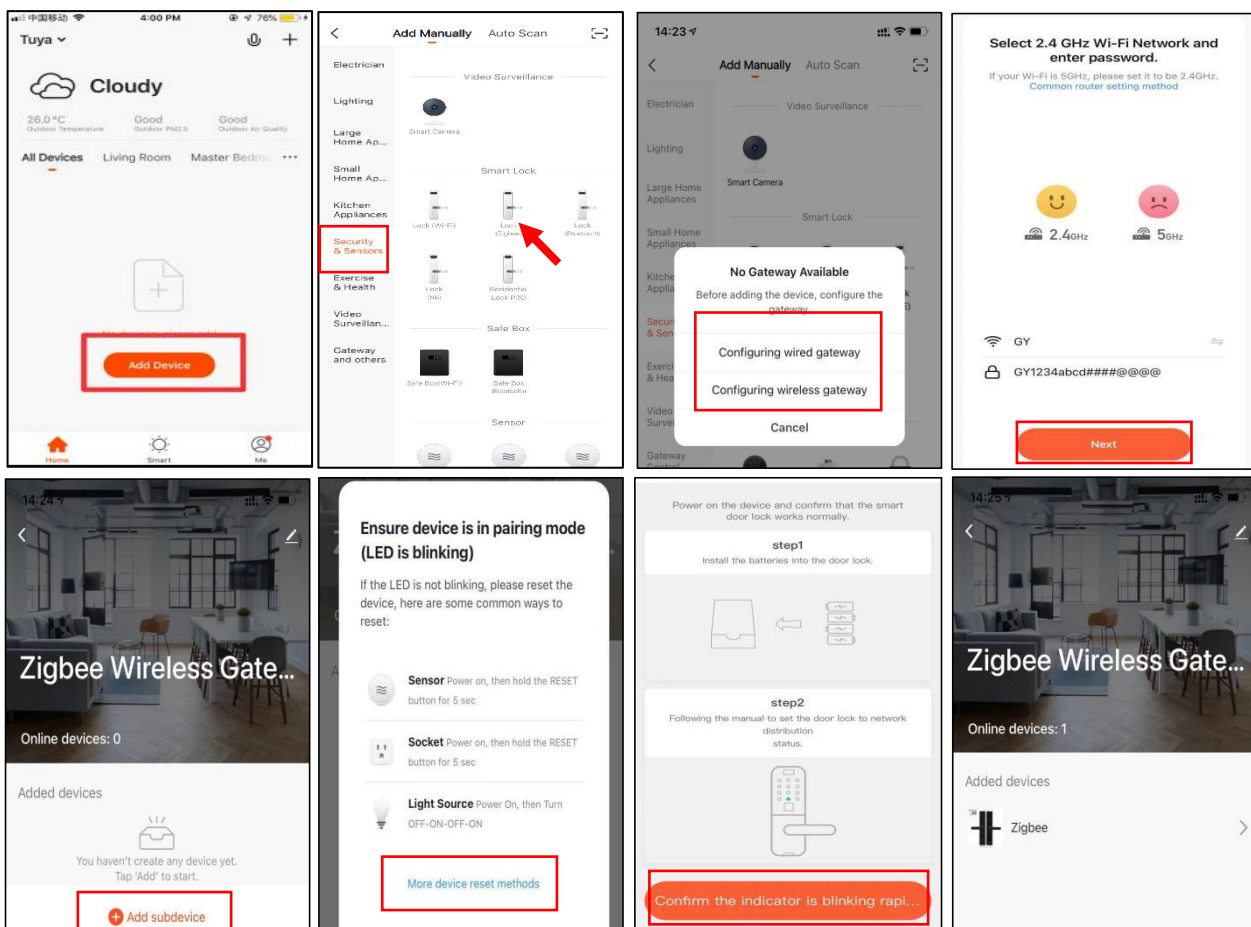 中国移动
4:00 PM
76%
Tuya
Cloudy
26.0 °C
Good
Good
Outdoor Temperature
Outdoor PM2.5
Outdoor Air Quality
All Devices
Living Room
Master Bedro
Add Device
Home
Smart
Me
Add Manually
Auto Scan
Electrician
Lighting
Large
Home Ap...
Small
Home Ap...
Kitchen
Appliances
Security
& Sensors
Exercise
& Health
Video
Surveillan...
Gateway
and others
Video Surveillance
Smart Camera
Smart Lock
Lock (Wi-Fi)
Lock
(Zigbee)
Lock
(Bluetooth)
Lock
Residential
Lock PRO
Safe Box
Safe Box(Wi-Fi)
Safe Box
(Bluetooth)
Sensor
14:23
Add Manually
Auto Scan
Electrician
Lighting
Large Home
Appliances
Small Home
Appliances
Video Surveillance
Smart Camera
Smart Lock
No Gateway Available
Before adding the device, configure the
gateway
Configuring wired gateway
Configuring wireless gateway
Cancel
Gateway
Control
Select 2.4 GHz Wi-Fi Network and
enter password.
If your Wi-Fi is 5GHz, please set it to be 2.4GHz.
Common router setting method
2.4GHz
5GHz
GY
GY1234abcd####@@@@
Next
14:24
Zigbee Wireless Gate...
Online devices: 0
Added devices
You haven't create any device yet.
Tap 'Add' to start.
Add subdevice
Ensure device is in pairing mode
(LED is blinking)
If the LED is not blinking, please reset the
device, here are some common ways to
reset:
Sensor Power on, then hold the RESET
button for 5 sec
Socket Power on, then hold the RESET
button for 5 sec
Light Source Power On, then Turn
OFF-ON-OFF-ON
More device reset methods
Power on the device and confirm that the smart
door lock works normally.
step1
Install the batteries into the door lock.
step2
Following the manual to set the door lock to network
distribution
status.
Confirm the indicator is blinking rapi...
14:25
Zigbee Wireless Gate...
Online devices: 1
Added devices
Zigbee